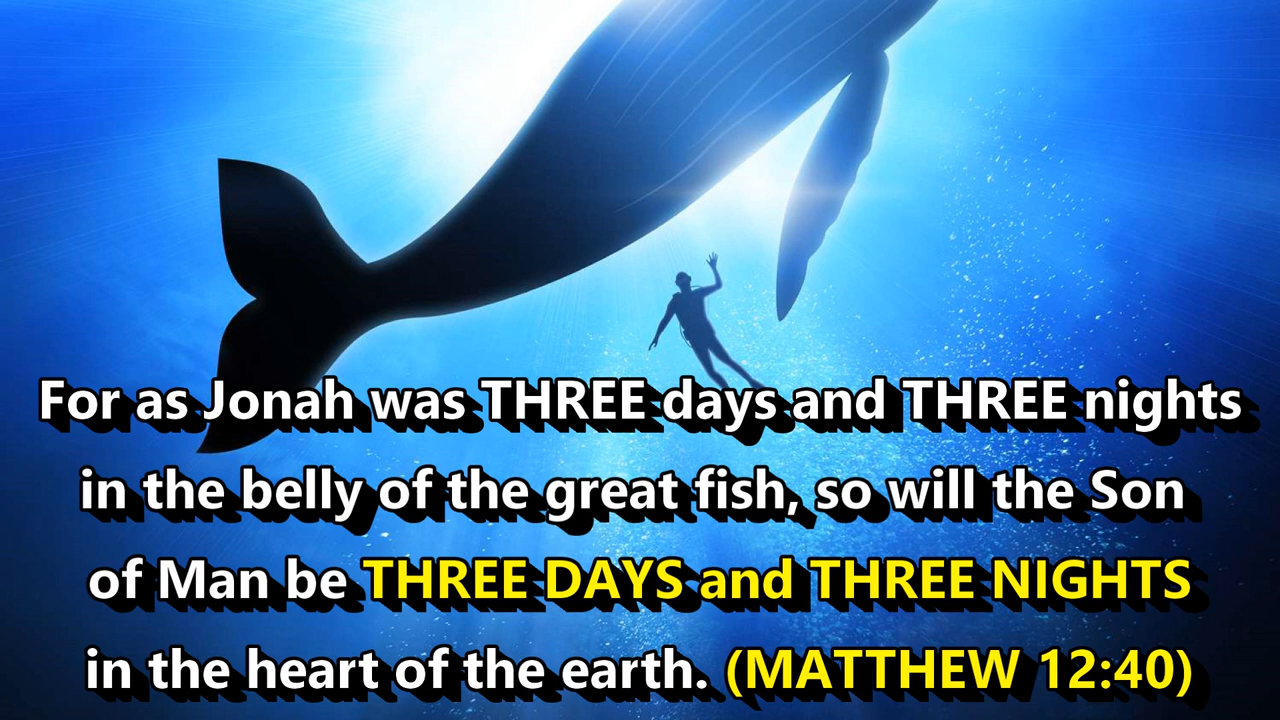 For as Jonah was THREE days and THREE nights
in the belly of the great fish, so will the Son
of Man be THREE DAYS and THREE NIGHTS
in the heart of the earth. (MATTHEW 12:40)